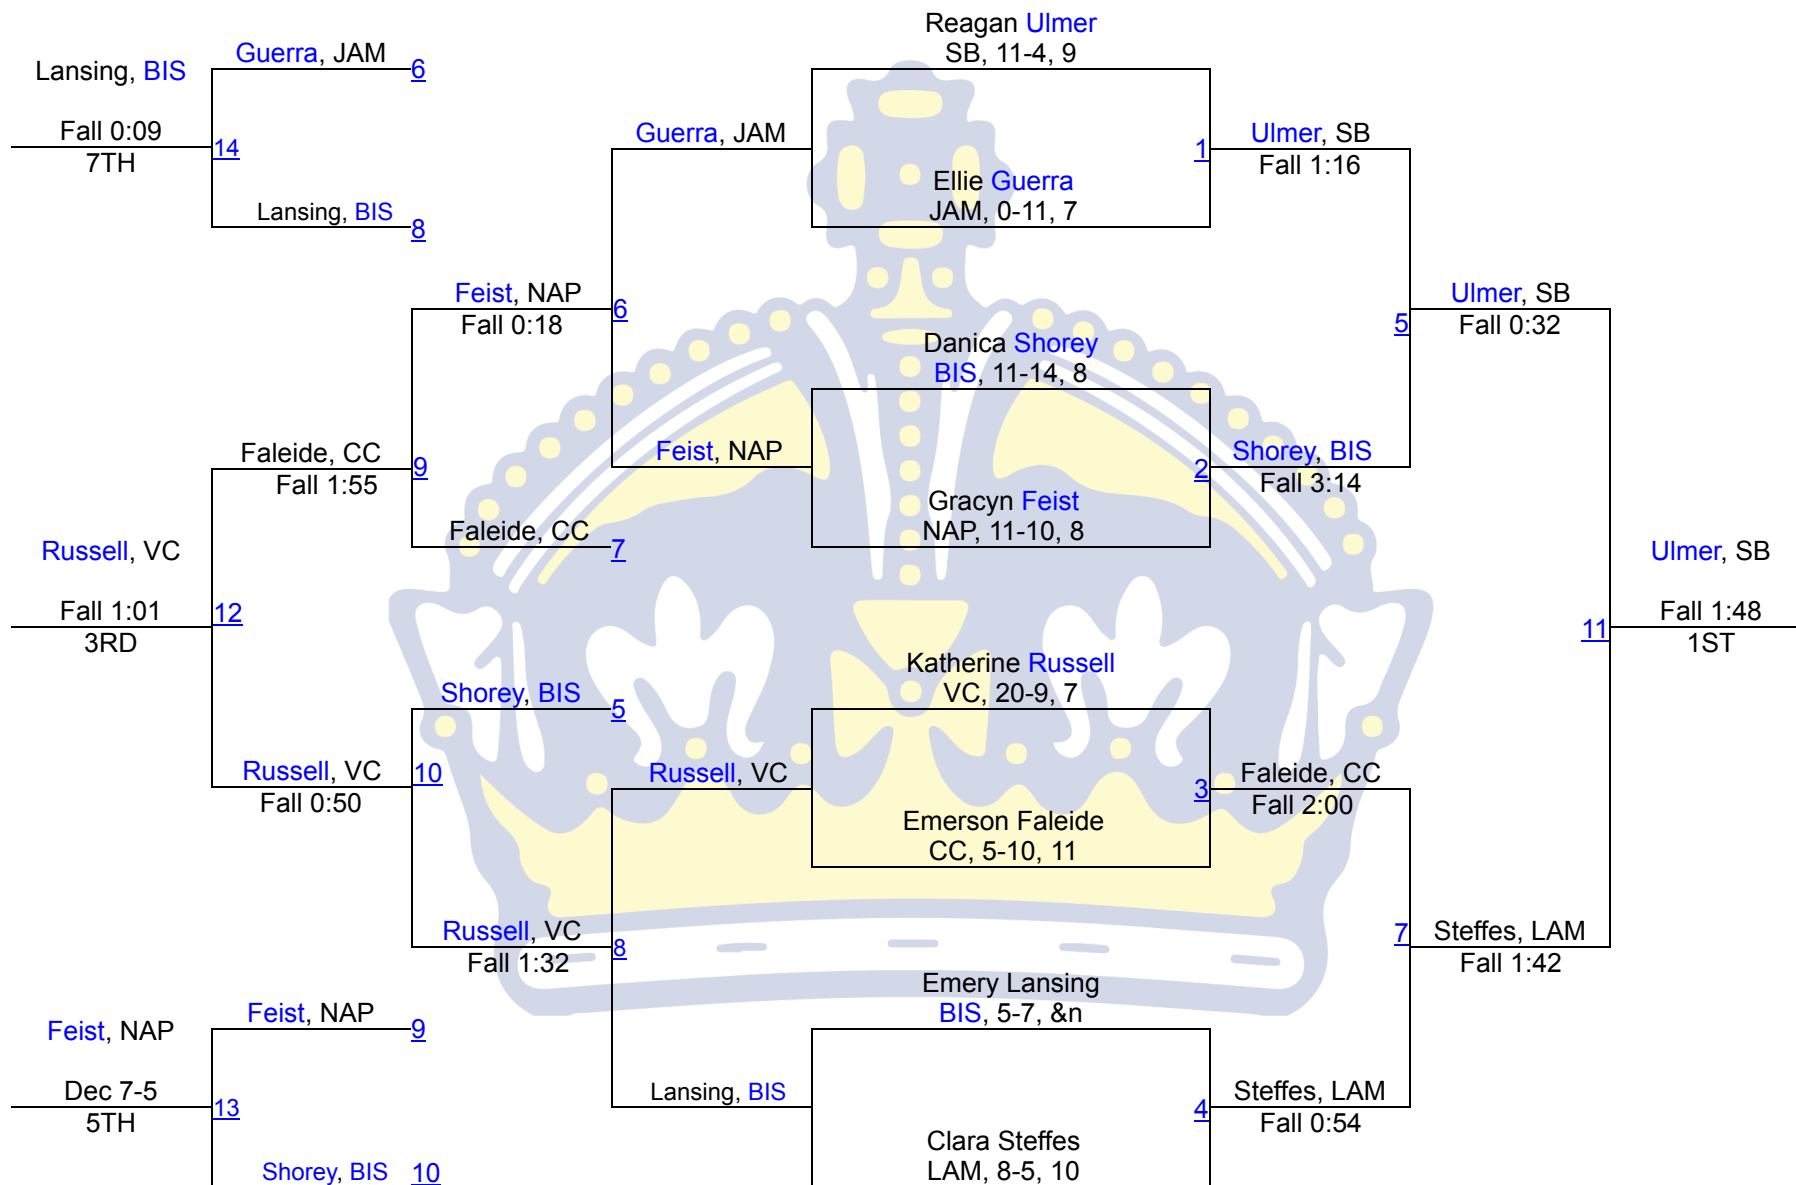 Reagan Ulmer
SB, 11-4, 9
Guerra, JAM
6
Lansing, BIS
Fall 0:09
7TH
14
Guerra, JAM
1
Ulmer, SB
Fall 1:16
Ellie Guerra
JAM, 0-11, 7
Lansing, BIS
8
Feist, NAP
Fall 0:18
6
Ulmer, SB
Fall 0:32
5
Danica Shorey
BIS, 11-14, 8
Faleide, CC
Fall 1:55
9
Feist, NAP
2
Shorey, BIS
Fall 3:14
Gracyn Feist
NAP, 11-10, 8
Faleide, CC
7
Russell, VC
Fall 1:01
3RD
12
Ulmer, SB
Fall 1:48
1ST
11
Katherine Russell
VC, 20-9, 7
Shorey, BIS
5
Russell, VC
Fall 0:50
10
Russell, VC
3
Faleide, CC
Fall 2:00
Emerson Faleide
CC, 5-10, 11
Russell, VC
Fall 1:32
8
7
Steffes, LAM
Fall 1:42
Emery Lansing
BIS, 5-7, &n
Feist, NAP
9
Feist, NAP
Dec 7-5
5TH
13
Lansing, BIS
4
Steffes, LAM
Fall 0:54
Clara Steffes
LAM, 8-5, 10
Shorey, BIS
10